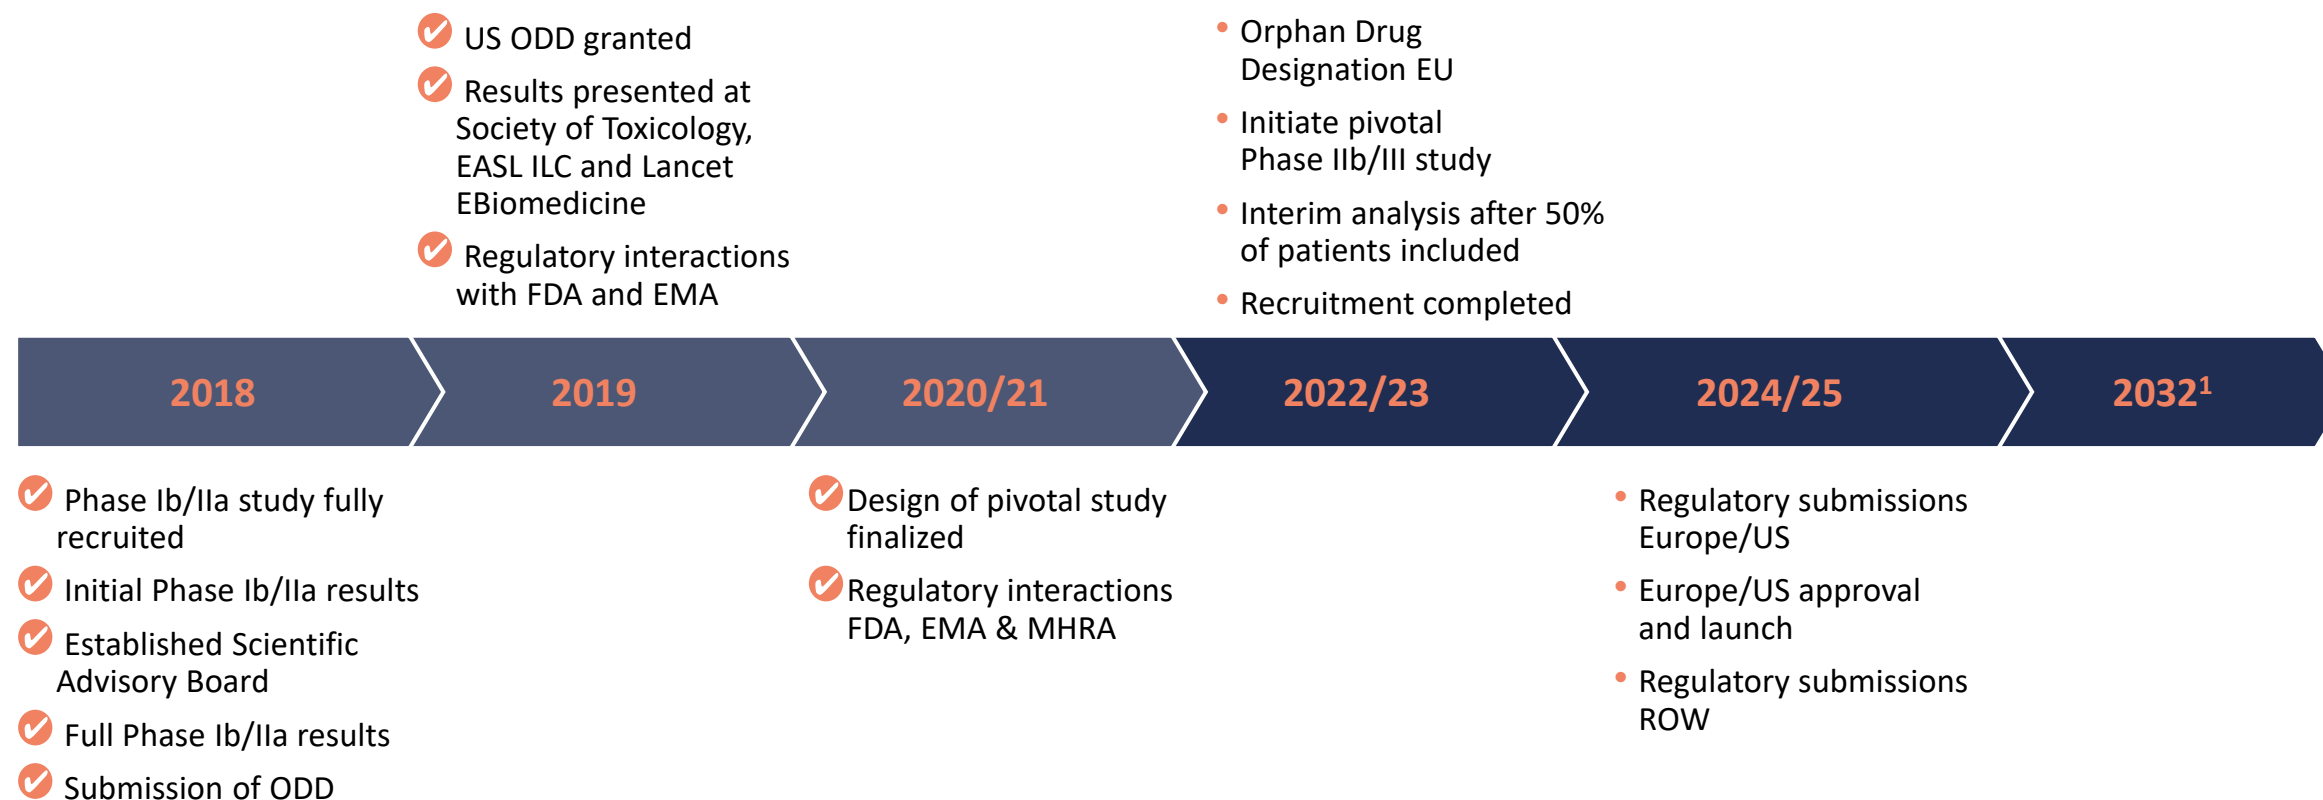 US ODD granted
Results presented at
Society of Toxicology,
EASL ILC and Lancet
EBiomedicine
Regulatory interactions
with FDA and EMA
• Orphan Drug
Designation EU
• Initiate pivotal
Phase IIb/III study
• Interim analysis after 50%
of patients included
• Recruitment completed
2018
2019
2020/21
2022/23
2024/25
2032¹
Phase Ib/IIa study fully
recruited
Initial Phase Ib/IIa results
Established Scientific
Advisory Board
Full Phase Ib/IIa results
Submission of ODD
Design of pivotal study
finalized
Regulatory interactions
FDA, EMA & MHRA
• Regulatory submissions
Europe/US
• Europe/US approval
and launch
• Regulatory submissions
ROW